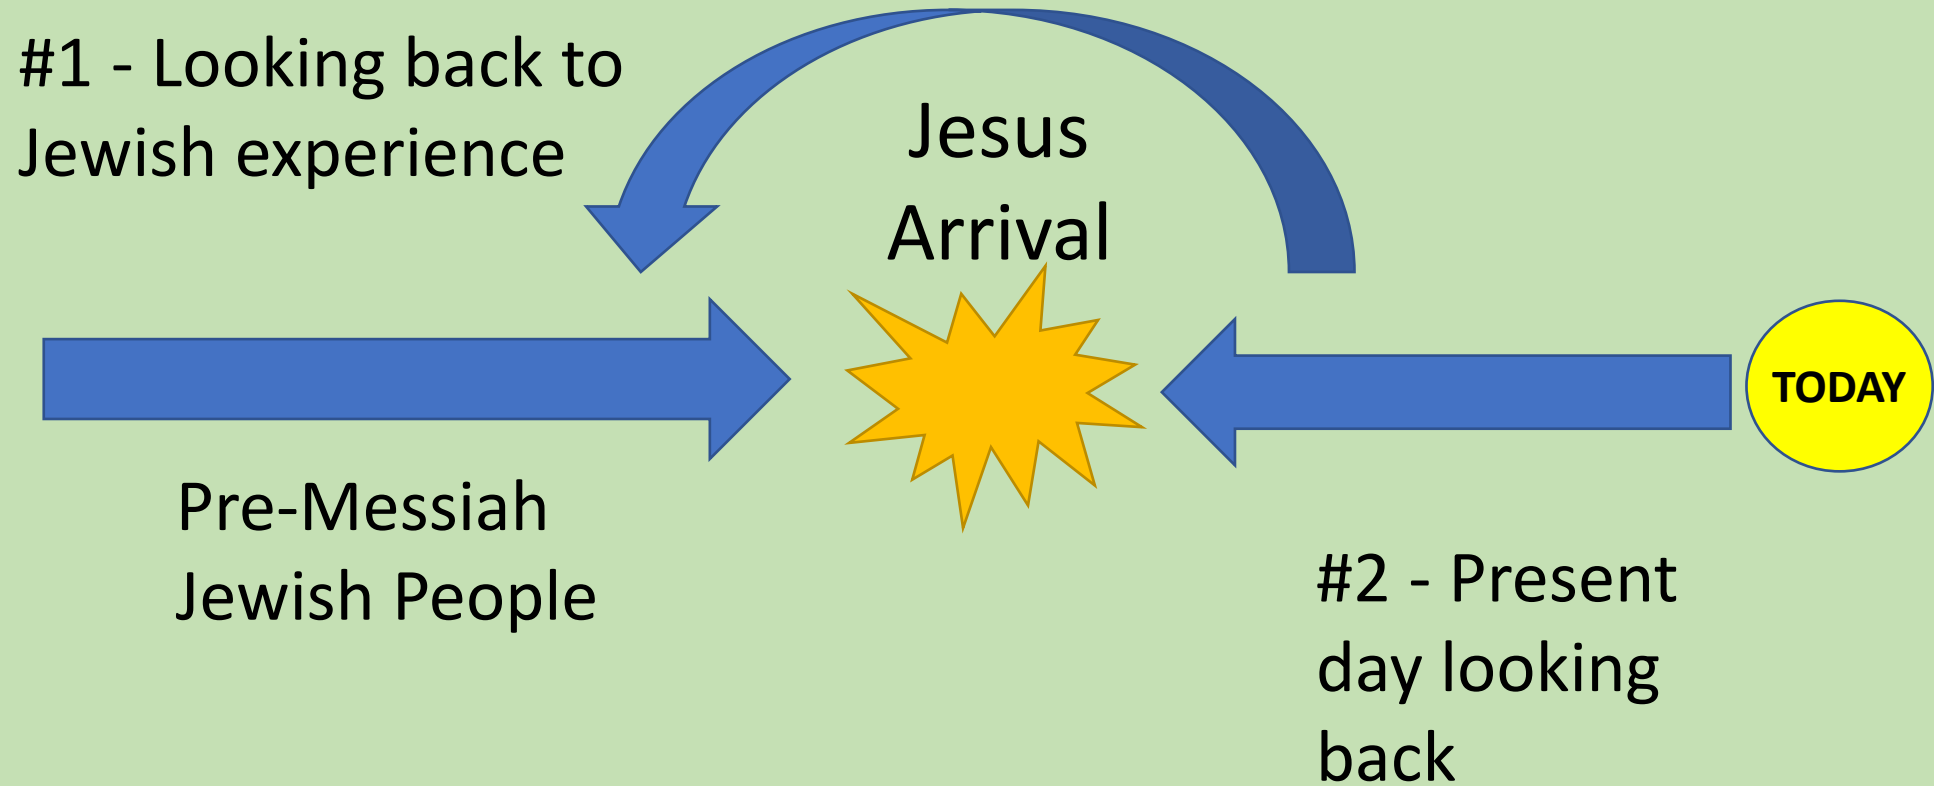 #1 - Looking back to
Jewish experience
Jesus
Arrival
TODAY
Pre-Messiah
Jewish People
#2 - Present
day looking
back